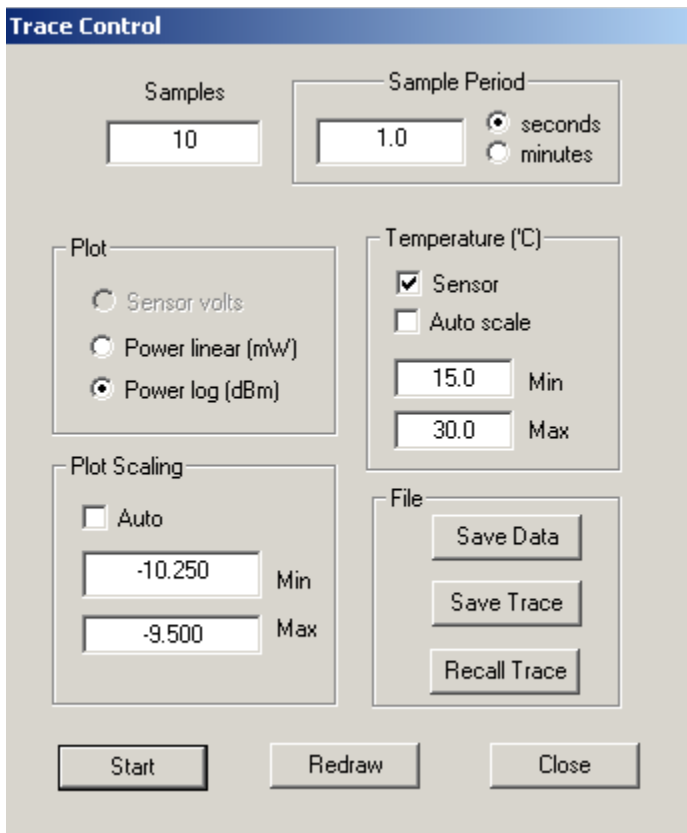 Trace Control
Samples
10
Sample Period
1.0
seconds
minutes
Plot
Sensor volts
Power linear (mW)
Power log (dBm)
Temperature ('C)
Sensor
Auto scale
15.0 Min
30.0 Max
Plot Scaling
Auto
-10.250 Min
-9.500 Max
File
Save Data
Save Trace
Recall Trace
Start Redraw Close